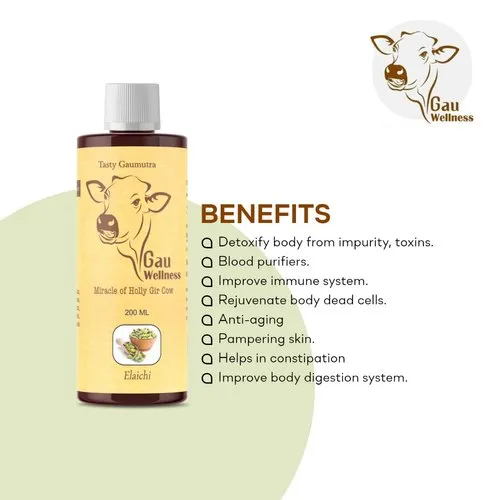 Gau
Wellness
Tasty Gaumutra
Gau
Wellness
Miracle of Holly Gir Cow
200 ML
Elaichi
BENEFITS
Detoxify body from impurity, toxins.
Blood purifiers.
Improve immune system.
Rejuvenate body dead cells.
Anti-aging
Pampering skin.
Helps in constipation
Improve body digestion system.